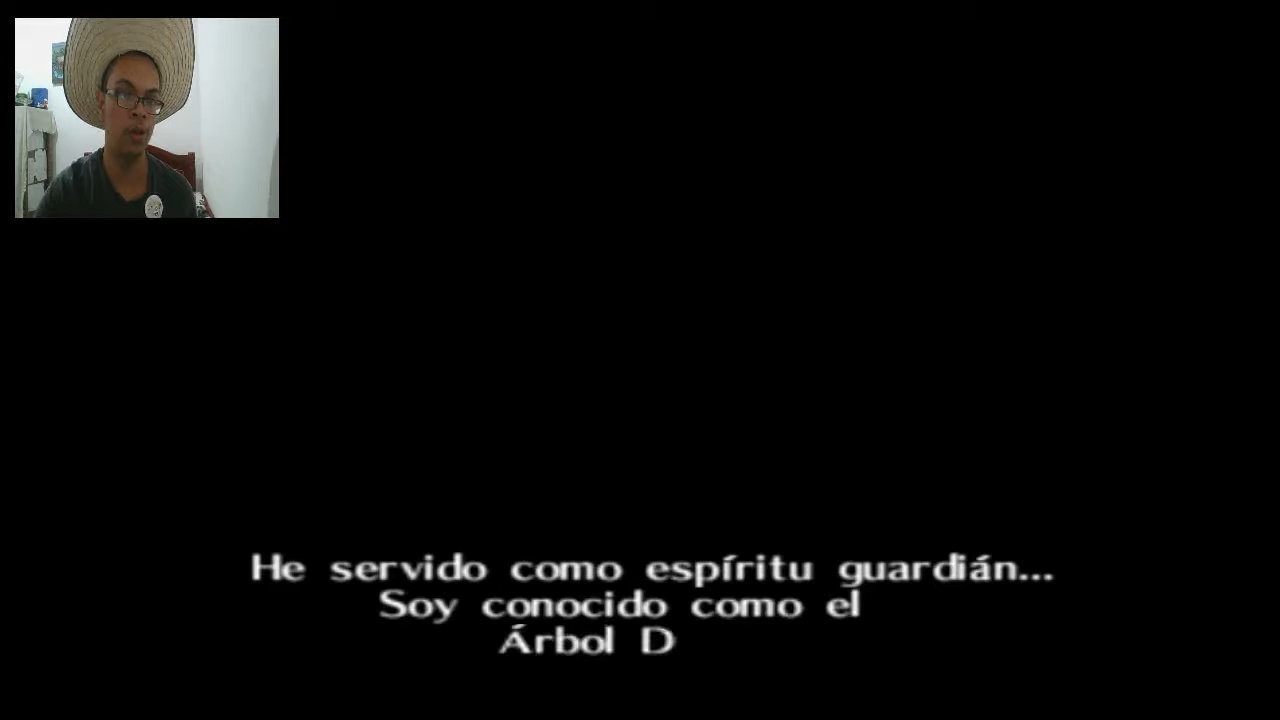 He servido como espíritu guardián...
Soy conocido como el
Árbol D